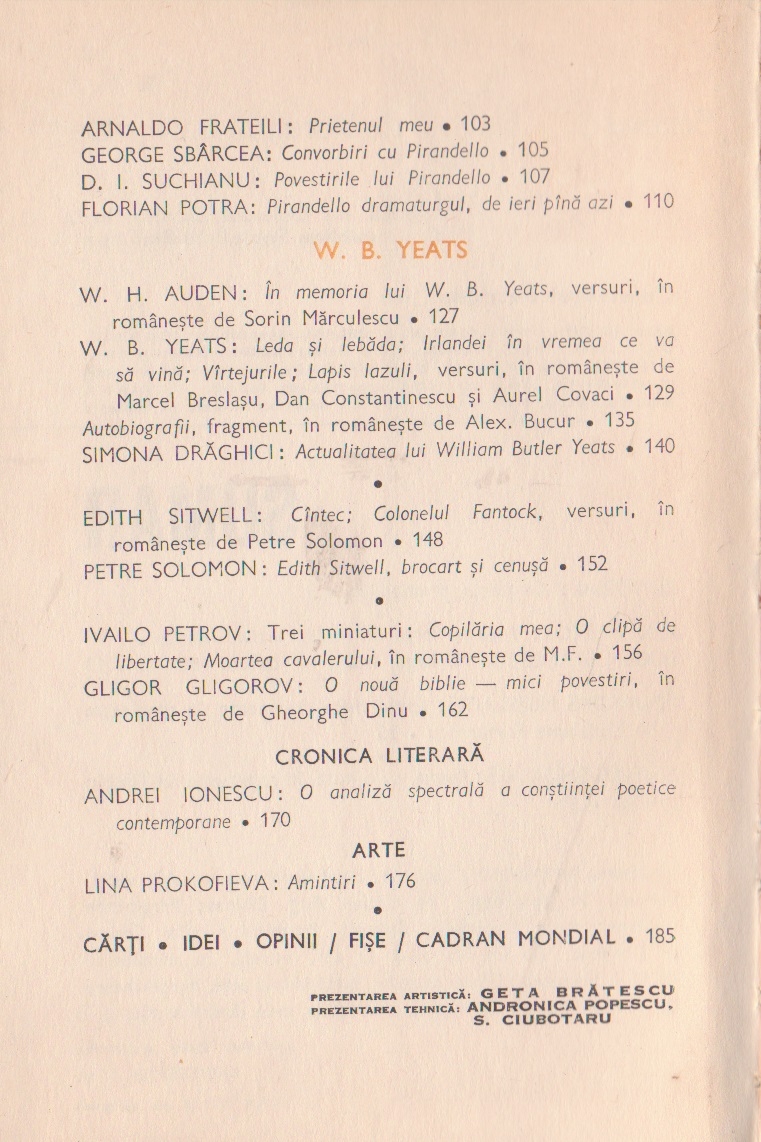 ARNALDO FRATEILI: Prietenul meu • 103
GEORGE SBÂRCEA: Convorbiri cu Pirandello • 105
D. I. SUCHIANU: Povestirile lui Pirandello • 107
FLORIAN POTRA: Pirandello dramaturgul, de ieri pînă azi • 110
W. B. YEATS
W. H. AUDEN: În memoria lui W. B. Yeats, versuri, în
românește de Sorin Mărculescu • 127
W. B. YEATS: Leda și lebăda; Irlandei în vremea ce va
să vină; Vîrtejurile; Lapis lazuli, versuri, în românește de
Marcel Breslașu, Dan Constantinescu și Aurel Covaci • 129
Autobiografii, fragment, în românește de Alex. Bucur • 135
SIMONA DRĂGHICI: Actualitatea lui William Butler Yeats • 140
•
EDITH SITWELL: Cîntec; Colonelul Fantock, versuri, în
românește de Petre Solomon • 148
PETRE SOLOMON: Edith Sitwell, brocart și cenușă • 152
•
IVAILO PETROV: Trei miniaturi: Copilăria mea; O clipă de
libertate; Moartea cavalerului, în românește de M.F. • 156
GLIGOR GLIGOROV: O nouă biblie — mici povestiri, în
românește de Gheorghe Dinu • 162
CRONICA LITERARĂ
ANDREI IONESCU: O analiză spectrală a conștiinței poetice
contemporane • 170
ARTE
LINA PROKOFIEVA: Amintiri • 176
•
CĂRȚI • IDEI • OPINII / FIȘE / CADRAN MONDIAL • 185
PREZENTAREA ARTISTICĂ: GETA BRĂTESCU
PREZENTAREA TEHNICĂ: ANDRONICA POPESCU,
S. CIUBOTARU